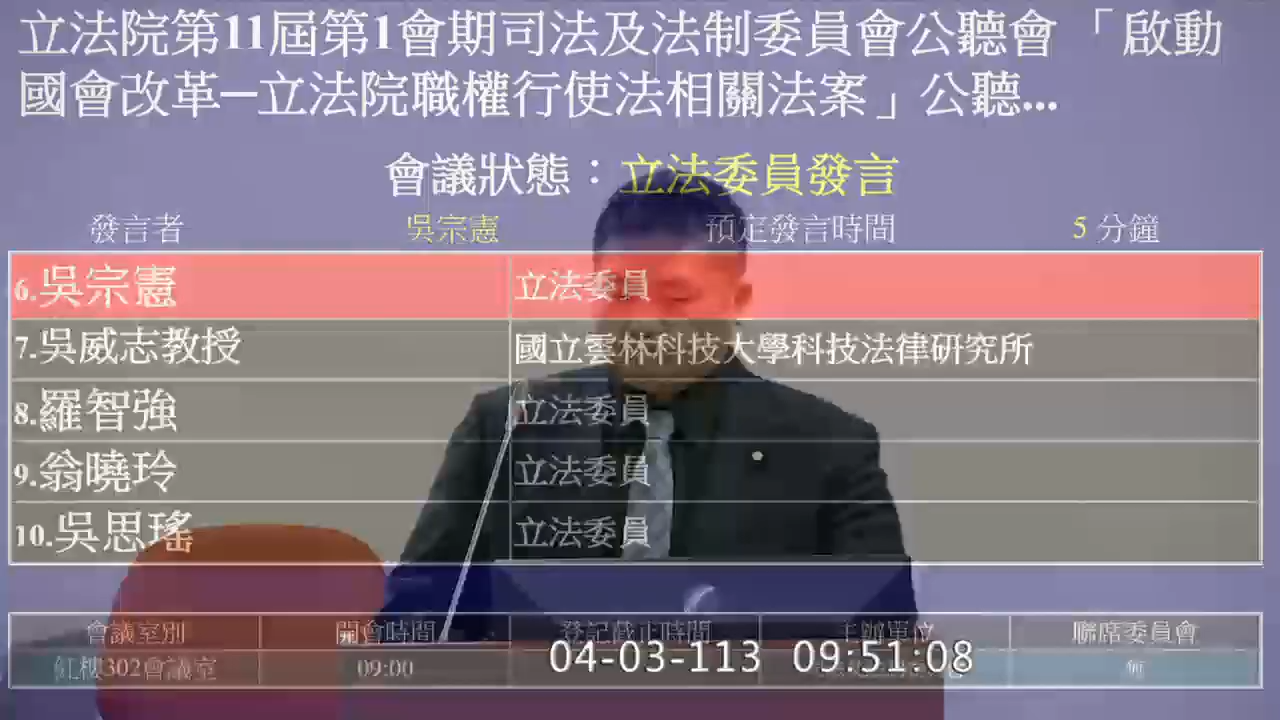 立法院第11屆第1會期司法及法制委員會公聽會 「啟動
國會改革─立法院職權行使法相關法案」公聽...
會議狀態：立法委員發言
發言者 吳宗憲 預定發言時間 5 分鐘
6.吳宗憲 立法委員
7.吳威志教授 國立雲林科技大學科技法律研究所
8.羅智強 立法委員
9.翁曉玲 立法委員
10.吳思瑤 立法委員
會議室別 開會時間 登記截止時間 主辦單位 聯席委員會
紅樓302會議室 09:00 無
04-03-113 09:51:08